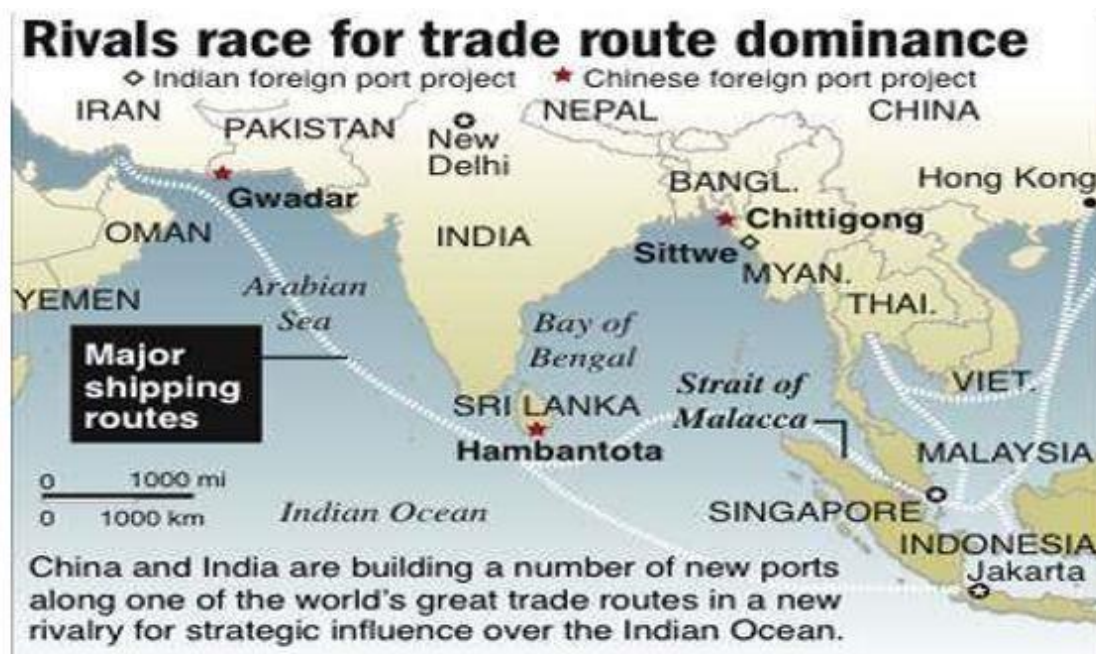 Rivals race for trade route dominance
Indian foreign port project
Chinese foreign port project
IRAN
PAKISTAN
New
Delhi
NEPAL
CHINA
Gwadar
BANGL.
Hong Kong
OMAN
INDIA
Chittigong
Sittwe
MYAN.
YEMEN
Arabian
Sea
THAI.
Major
shipping
routes
Bay of
Bengal
Strait of
Malacca
VIET.
SRI LANKA
Hambantota
MALAYSIA
0 1000 mi
0 1000 km
Indian Ocean
SINGAPORE
INDONESIA
Jakarta
China and India are building a number of new ports
along one of the world's great trade routes in a new
rivalry for strategic influence over the Indian Ocean.